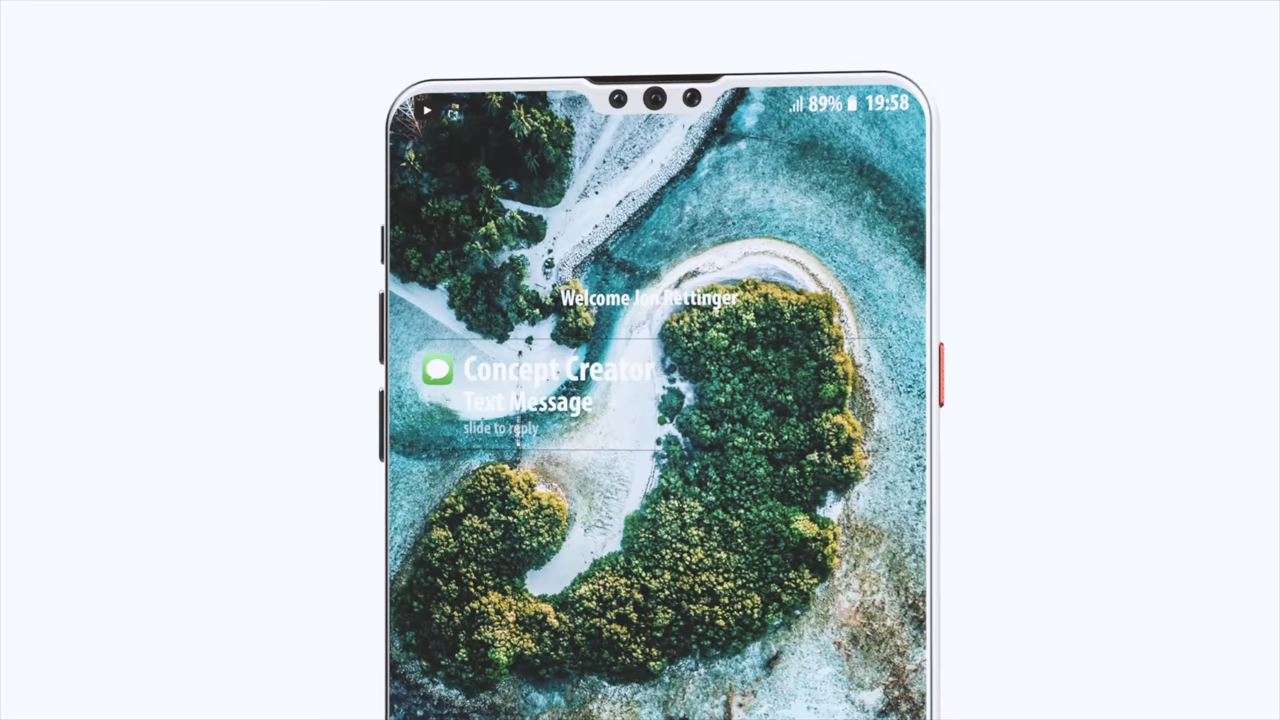 89% 19:58
Welcome Jon Rettinger
Concept Creator
Text Message
slide to reply